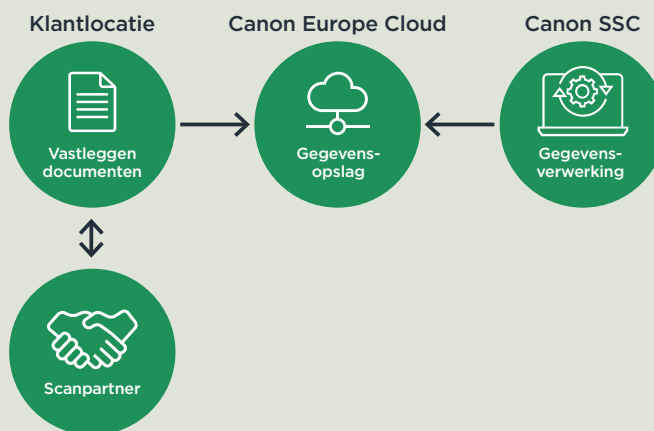 Klantlocatie
Canon Europe Cloud
Canon SSC
Vastleggen
documenten
Gegevens-
opslag
Gegevens-
verwerking
Scanpartner